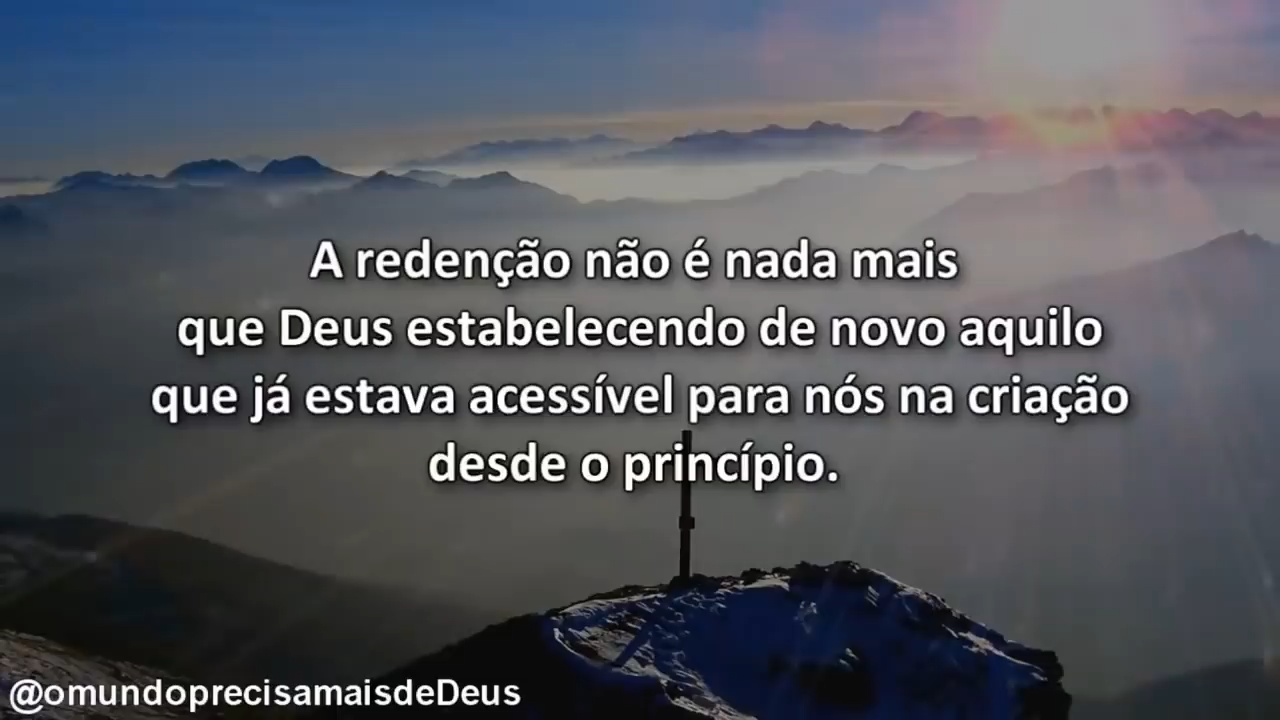 A redenção não é nada mais
que Deus estabelecendo de novo aquilo
que já estava acessível para nós na criação
desde o princípio.
@omundoprecisamaisdeDeus